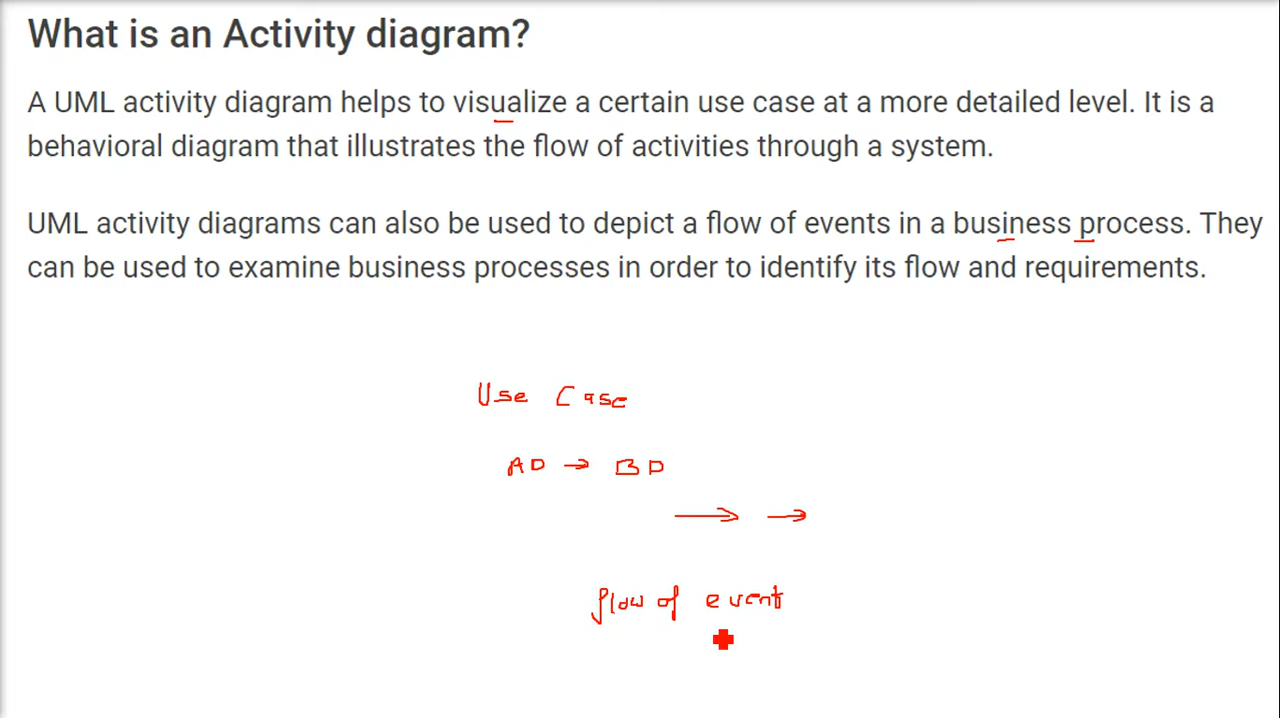 What is an Activity diagram?
A UML activity diagram helps to visualize a certain use case at a more detailed level. It is a
behavioral diagram that illustrates the flow of activities through a system.
UML activity diagrams can also be used to depict a flow of events in a business process. They
can be used to examine business processes in order to identify its flow and requirements.
Use Case
AD → BD
flow of event